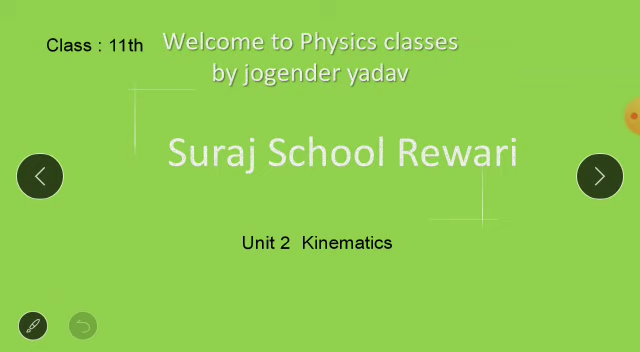 Class : 11th
Welcome to Physics classes
by jogender yadav
Suraj School Rewari
Unit 2  Kinematics